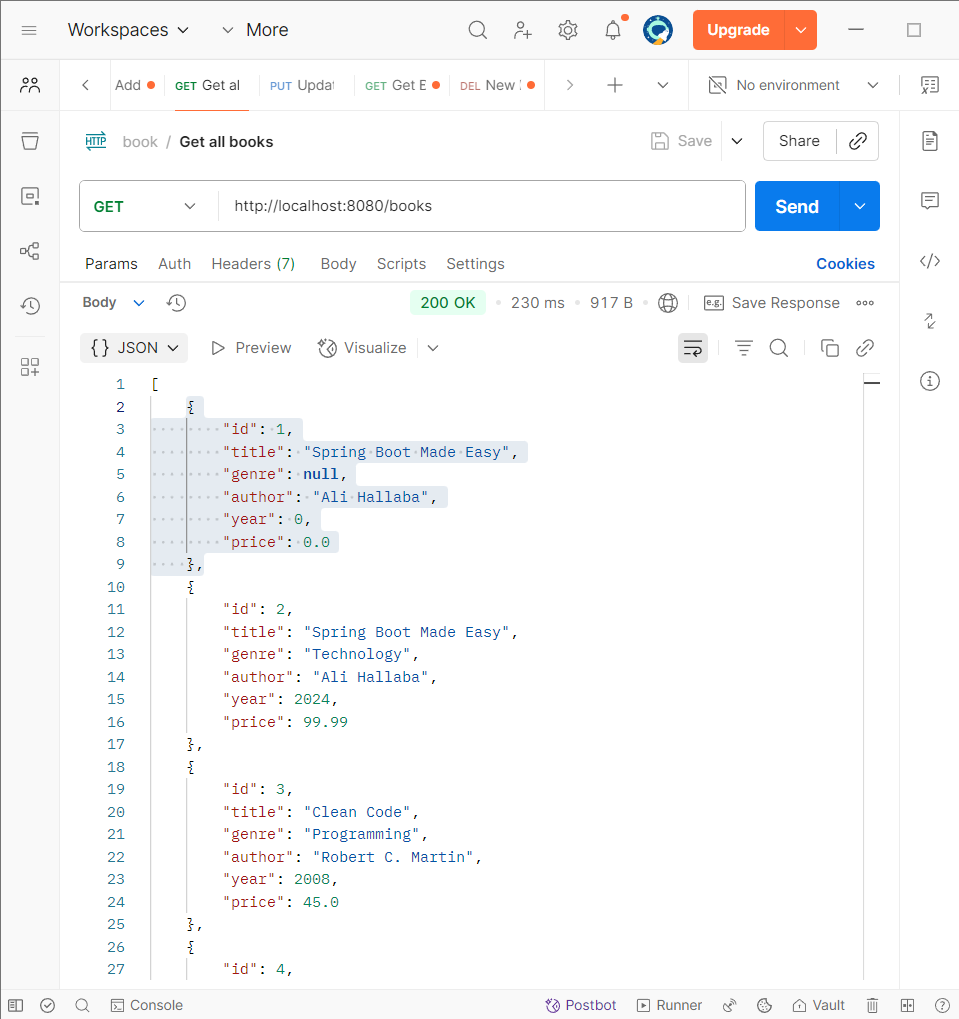 Workspaces More Upgrade
Add GET Get al PUT Updat GET Get E DEL New No environment
HTTP book / Get all books Save Share
GET http://localhost:8080/books Send
Params Auth Headers (7) Body Scripts Settings Cookies
Body 200 OK 230 ms 917 B e.g. Save Response
{} JSON Preview Visualize
1 [
2 {
3 "id": 1,
4 "title": "Spring Boot Made Easy",
5 "genre": null,
6 "author": "Ali Hallaba",
7 "year": 0,
8 "price": 0.0
9 },
10 {
11 "id": 2,
12 "title": "Spring Boot Made Easy",
13 "genre": "Technology",
14 "author": "Ali Hallaba",
15 "year": 2024,
16 "price": 99.99
17 },
18 {
19 "id": 3,
20 "title": "Clean Code",
21 "genre": "Programming",
22 "author": "Robert C. Martin",
23 "year": 2008,
24 "price": 45.0
25 },
26 {
27 "id": 4,
Console Postbot Runner Vault